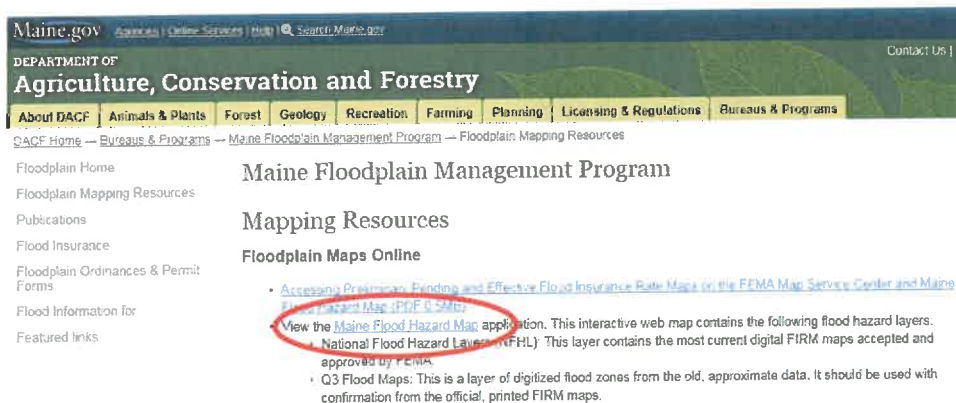 Maine.gov Agencies | Online Services | Help | Search Maine.gov
Contact Us |
DEPARTMENT OF
Agriculture, Conservation and Forestry
About DACF Animals & Plants Forest Geology Recreation Farming Planning Licensing & Regulations Bureaus & Programs
DACF Home — Bureaus & Programs — Maine Floodplain Management Program — Floodplain Mapping Resources
Floodplain Home
Floodplain Mapping Resources
Publications
Flood Insurance
Floodplain Ordinances & Permit
Forms
Flood Information for
Featured links
Maine Floodplain Management Program
Mapping Resources
Floodplain Maps Online
• Accessing Preliminary, Pending and Effective Flood Insurance Rate Maps on the FEMA Map Service Center and Maine
Flood Hazard Map (PDF 0.5MB)
• View the Maine Flood Hazard Map application. This interactive web map contains the following flood hazard layers.
• National Flood Hazard Layers (NFHL): This layer contains the most current digital FIRM maps accepted and
approved by FEMA
• Q3 Flood Maps: This is a layer of digitized flood zones from the old, approximate data. It should be used with
confirmation from the official, printed FIRM maps.